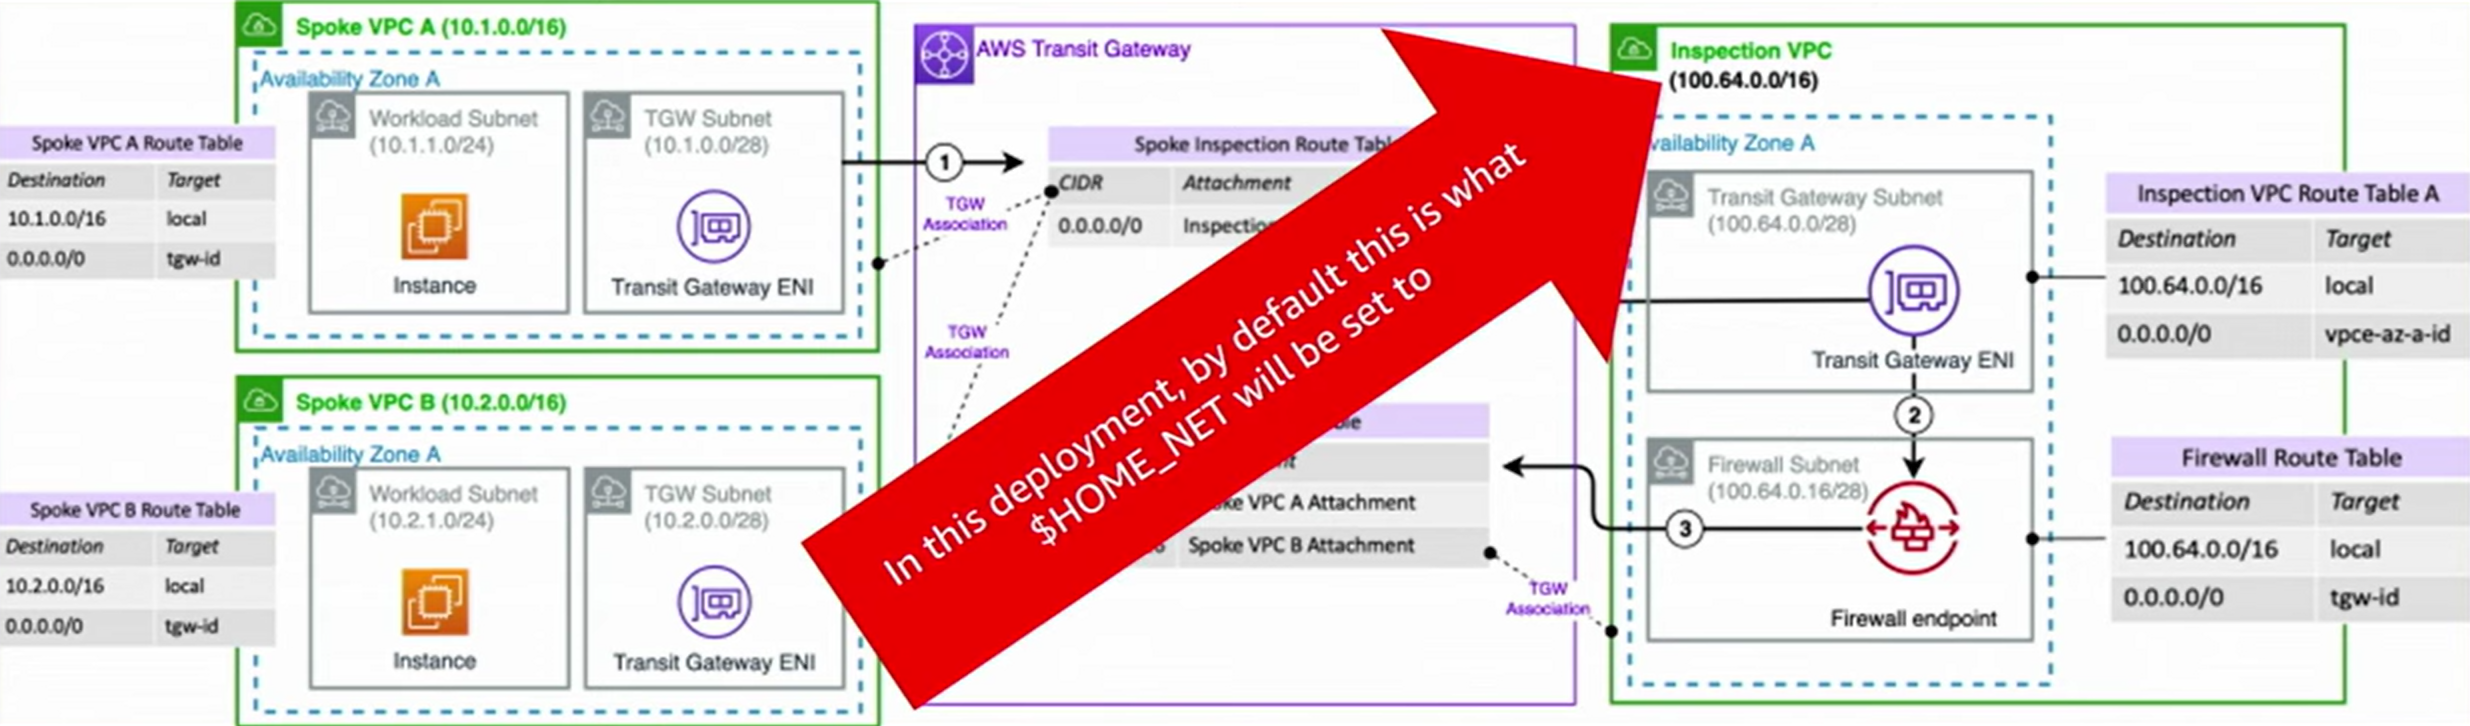 Spoke VPC A (10.1.0.0/16)
Availability Zone A
Workload Subnet
(10.1.1.0/24)
Instance
TGW Subnet
(10.1.0.0/28)
Transit Gateway ENI
Spoke VPC A Route Table
Destination Target
10.1.0.0/16 local
0.0.0.0/0 tgw-id
Spoke VPC B (10.2.0.0/16)
Availability Zone A
Workload Subnet
(10.2.1.0/24)
Instance
TGW Subnet
(10.2.0.0/28)
Transit Gateway ENI
Spoke VPC B Route Table
Destination Target
10.2.0.0/16 local
0.0.0.0/0 tgw-id
AWS Transit Gateway
1
TGW
Association
TGW
Association
Spoke Inspection Route
CIDR Attachment
0.0.0.0/0
In this deployment, by default this is what
$HOME_NET will be set to
VPC A Attachment
Spoke VPC B Attachment
TGW
Association
3
Inspection VPC
(100.64.0.0/16)
Zone A
Transit Gateway Subnet
(100.64.0.0/28)
Transit Gateway ENI
2
Firewall Subnet
(100.64.0.16/28)
Firewall endpoint
Inspection VPC Route Table A
Destination Target
100.64.0.0/16 local
0.0.0.0/0 vpce-az-a-id
Firewall Route Table
Destination Target
100.64.0.0/16 local
0.0.0.0/0 tgw-id